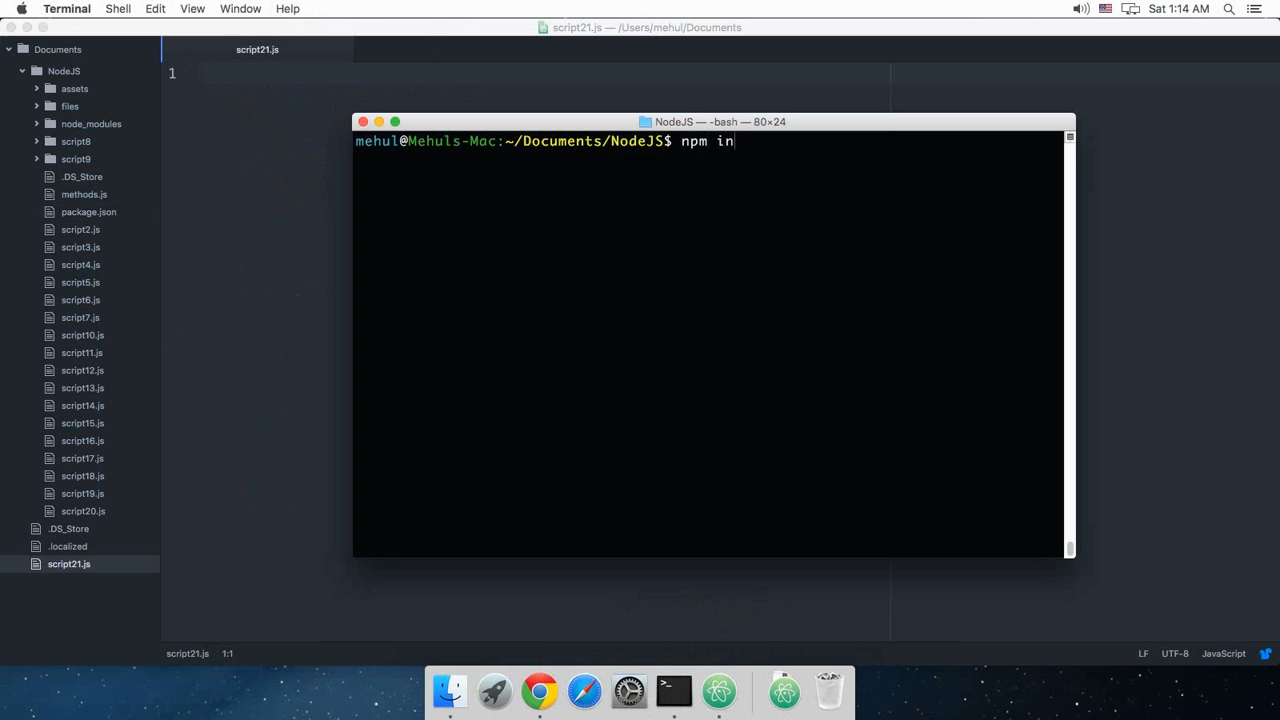 Terminal Shell Edit View Window Help Sat 1:14 AM
script21.js — /Users/mehul/Documents
Documents
NodeJS
assets
files
node_modules
script8
script9
.DS_Store
methods.js
package.json
script2.js
script3.js
script4.js
script5.js
script6.js
script7.js
script10.js
script11.js
script12.js
script13.js
script14.js
script15.js
script16.js
script17.js
script18.js
script19.js
script20.js
.DS_Store
.localized
script21.js
script21.js
1
NodeJS — -bash — 80×24
mehul@Mehuls-Mac:~/Documents/NodeJS$ npm in
script21.js 1:1 LF UTF-8 JavaScript
>_